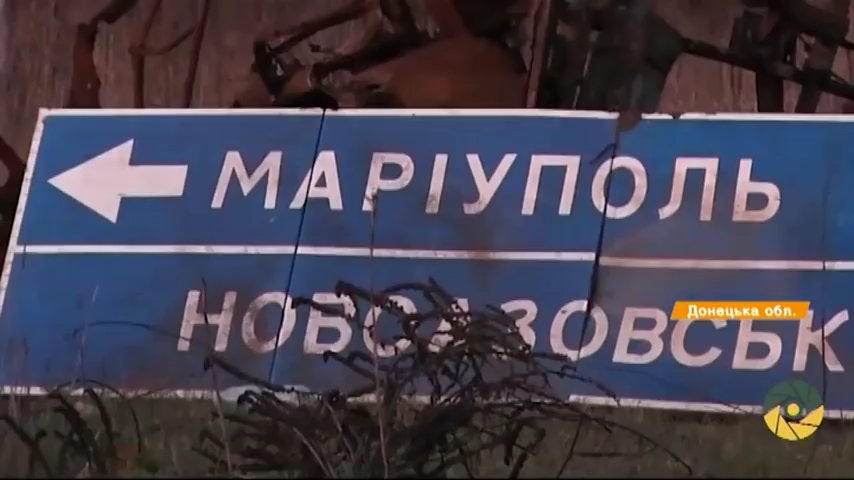 МАРІУПОЛЬ
НОВОАЗОВСЬК
Донецька обл.